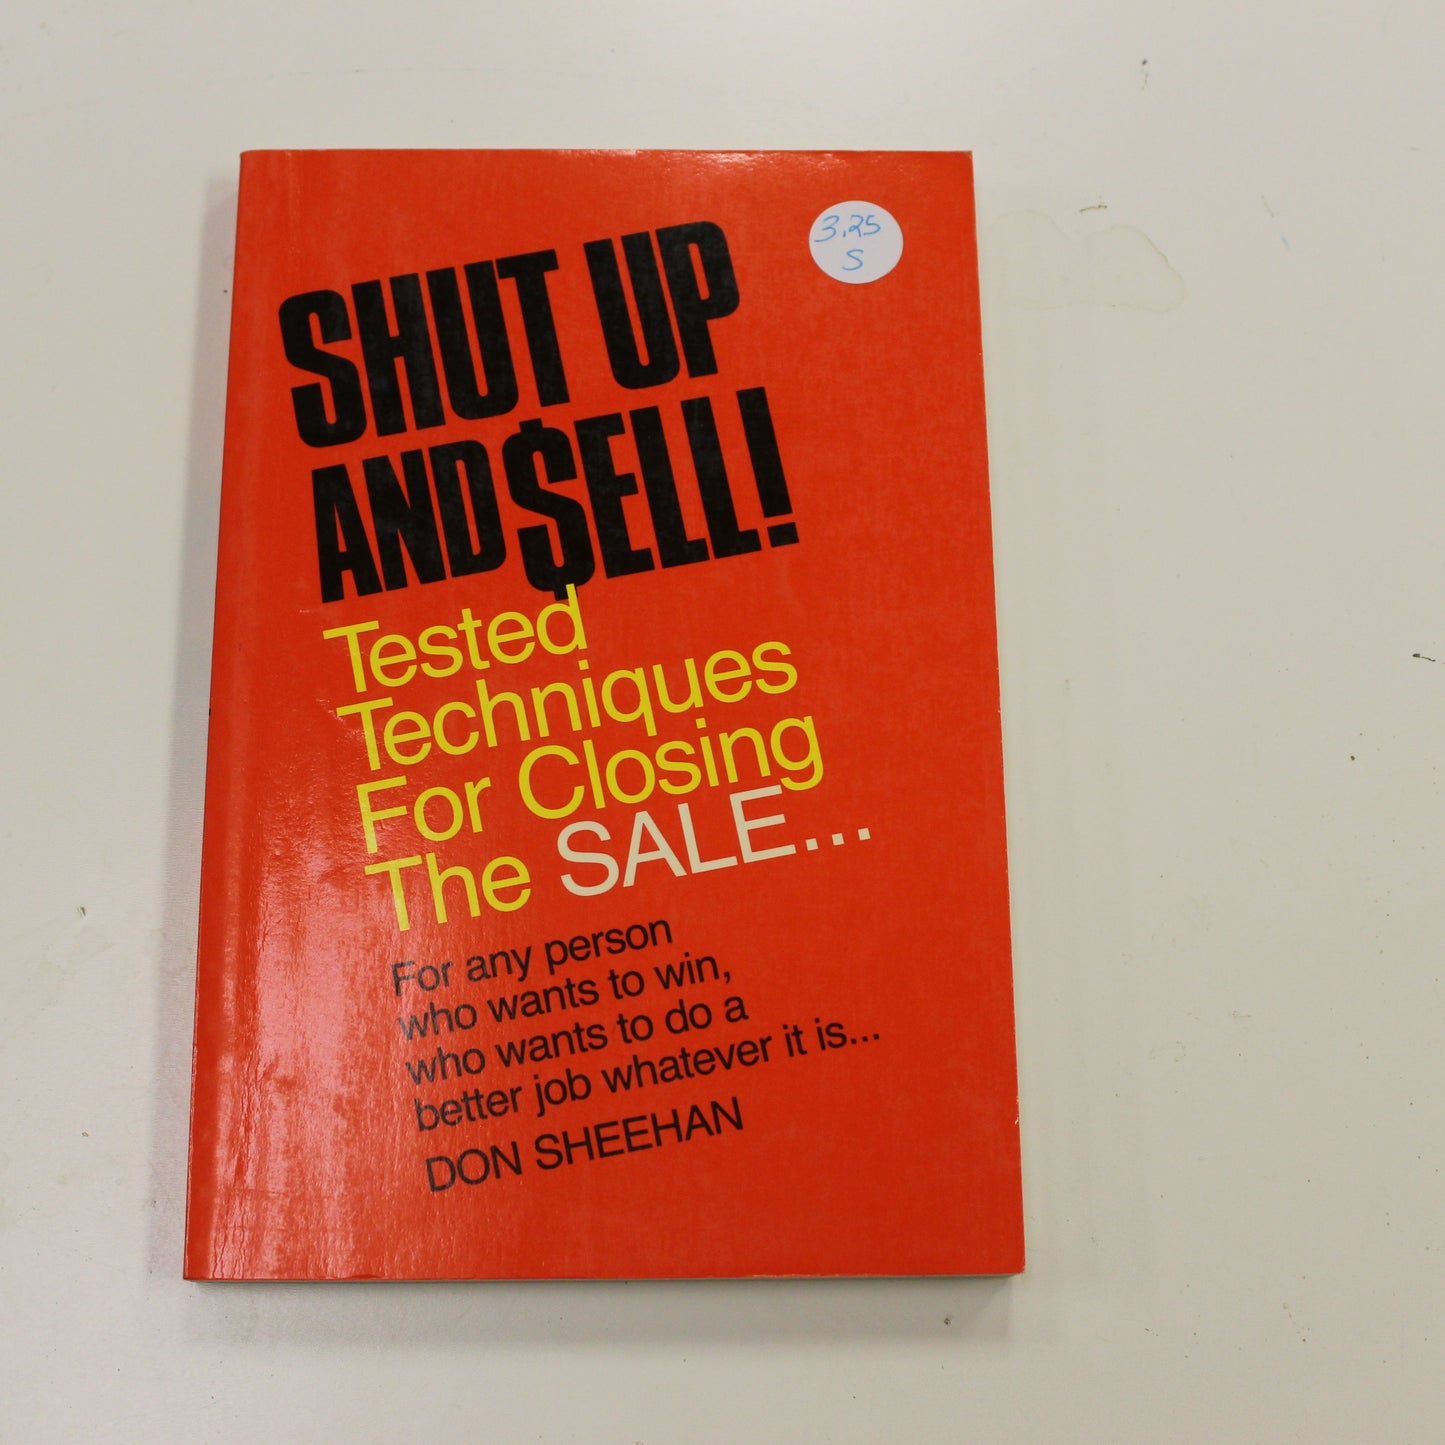 3.25
S
SHUT UP
AND $ELL!
Tested
Techniques
For Closing
The SALE...
For any person
who wants to win,
who wants to do a
better job whatever it is...
DON SHEEHAN